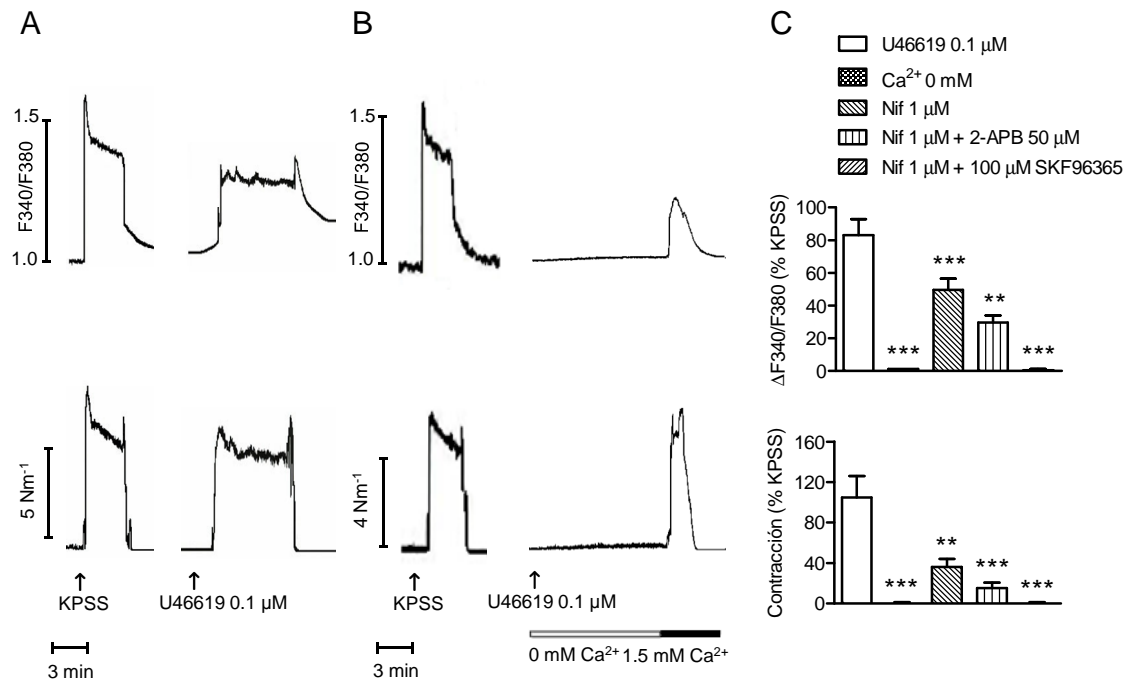 A
B
C
U46619 0.1 µM
Ca²⁺ 0 mM
Nif 1 µM
Nif 1 µM + 2-APB 50 µM
Nif 1 µM + 100 µM SKF96365
F340/F380
1.5
1.0
F340/F380
1.5
1.0
ΔF340/F380 (% KPSS)
100
80
60
40
20
0
***
***
**
***
5 Nm⁻¹
4 Nm⁻¹
Contracción (% KPSS)
160
120
80
40
0
***
**
***
***
KPSS
U46619 0.1 µM
KPSS
U46619 0.1 µM
3 min
3 min
0 mM Ca²⁺ 1.5 mM Ca²⁺